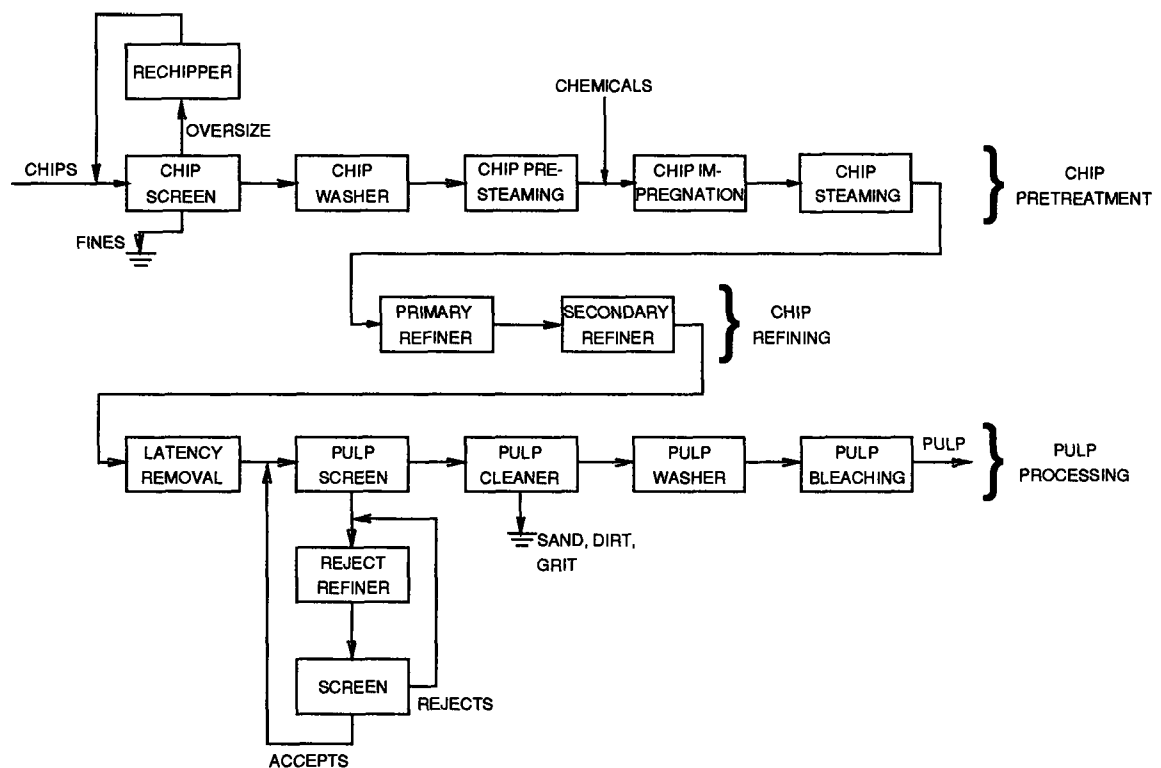 RECHIPPER
CHEMICALS
OVERSIZE
CHIPS
CHIP
SCREEN
CHIP
WASHER
CHIP PRE-
STEAMING
CHIP IM-
PREGNATION
CHIP
STEAMING
CHIP
PRETREATMENT
FINES
PRIMARY
REFINER
SECONDARY
REFINER
CHIP
REFINING
LATENCY
REMOVAL
PULP
SCREEN
PULP
CLEANER
PULP
WASHER
PULP
BLEACHING
PULP
PULP
PROCESSING
SAND, DIRT,
GRIT
REJECT
REFINER
SCREEN
REJECTS
ACCEPTS